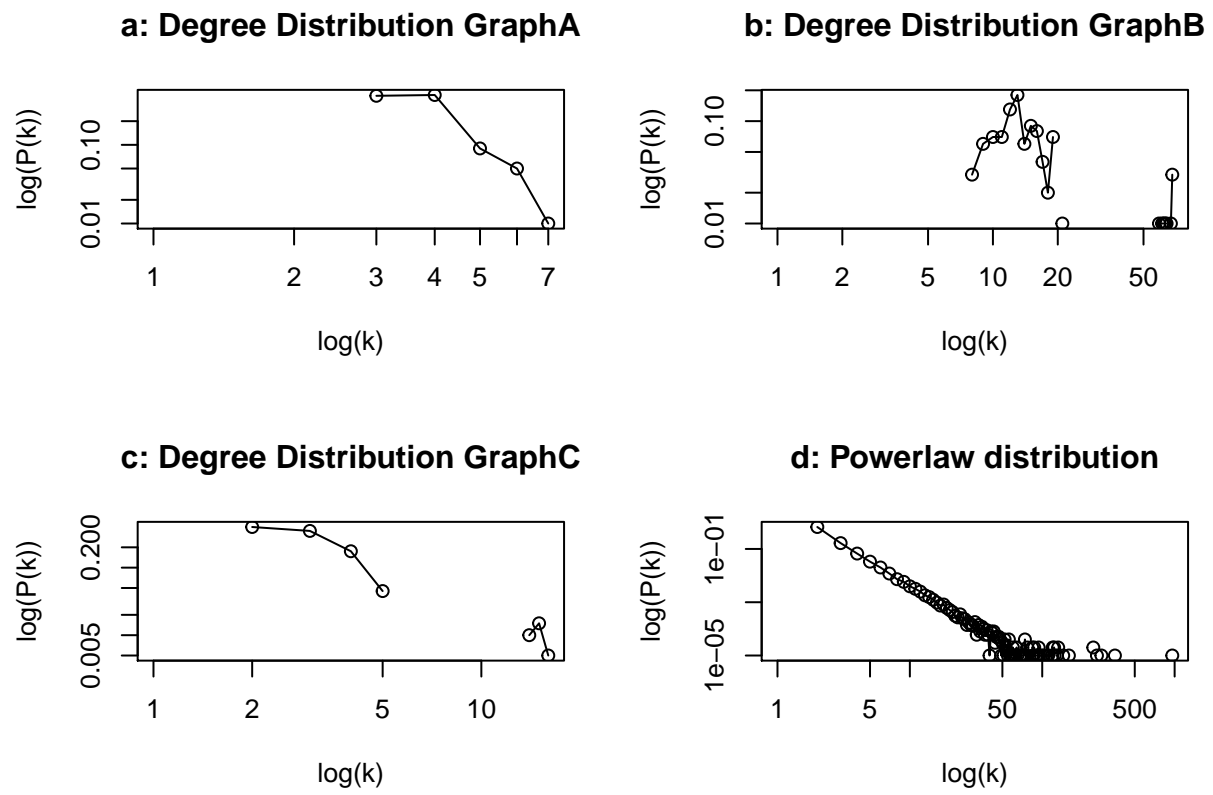 a: Degree Distribution GraphA
log(P(k))
0.10
0.01
1 2 3 4 5 7
log(k)
b: Degree Distribution GraphB
log(P(k))
0.10
0.01
1 2 5 10 20 50
log(k)
c: Degree Distribution GraphC
log(P(k))
0.200
0.005
1 2 5 10
log(k)
d: Powerlaw distribution
log(P(k))
1e−01
1e−05
1 5 50 500
log(k)